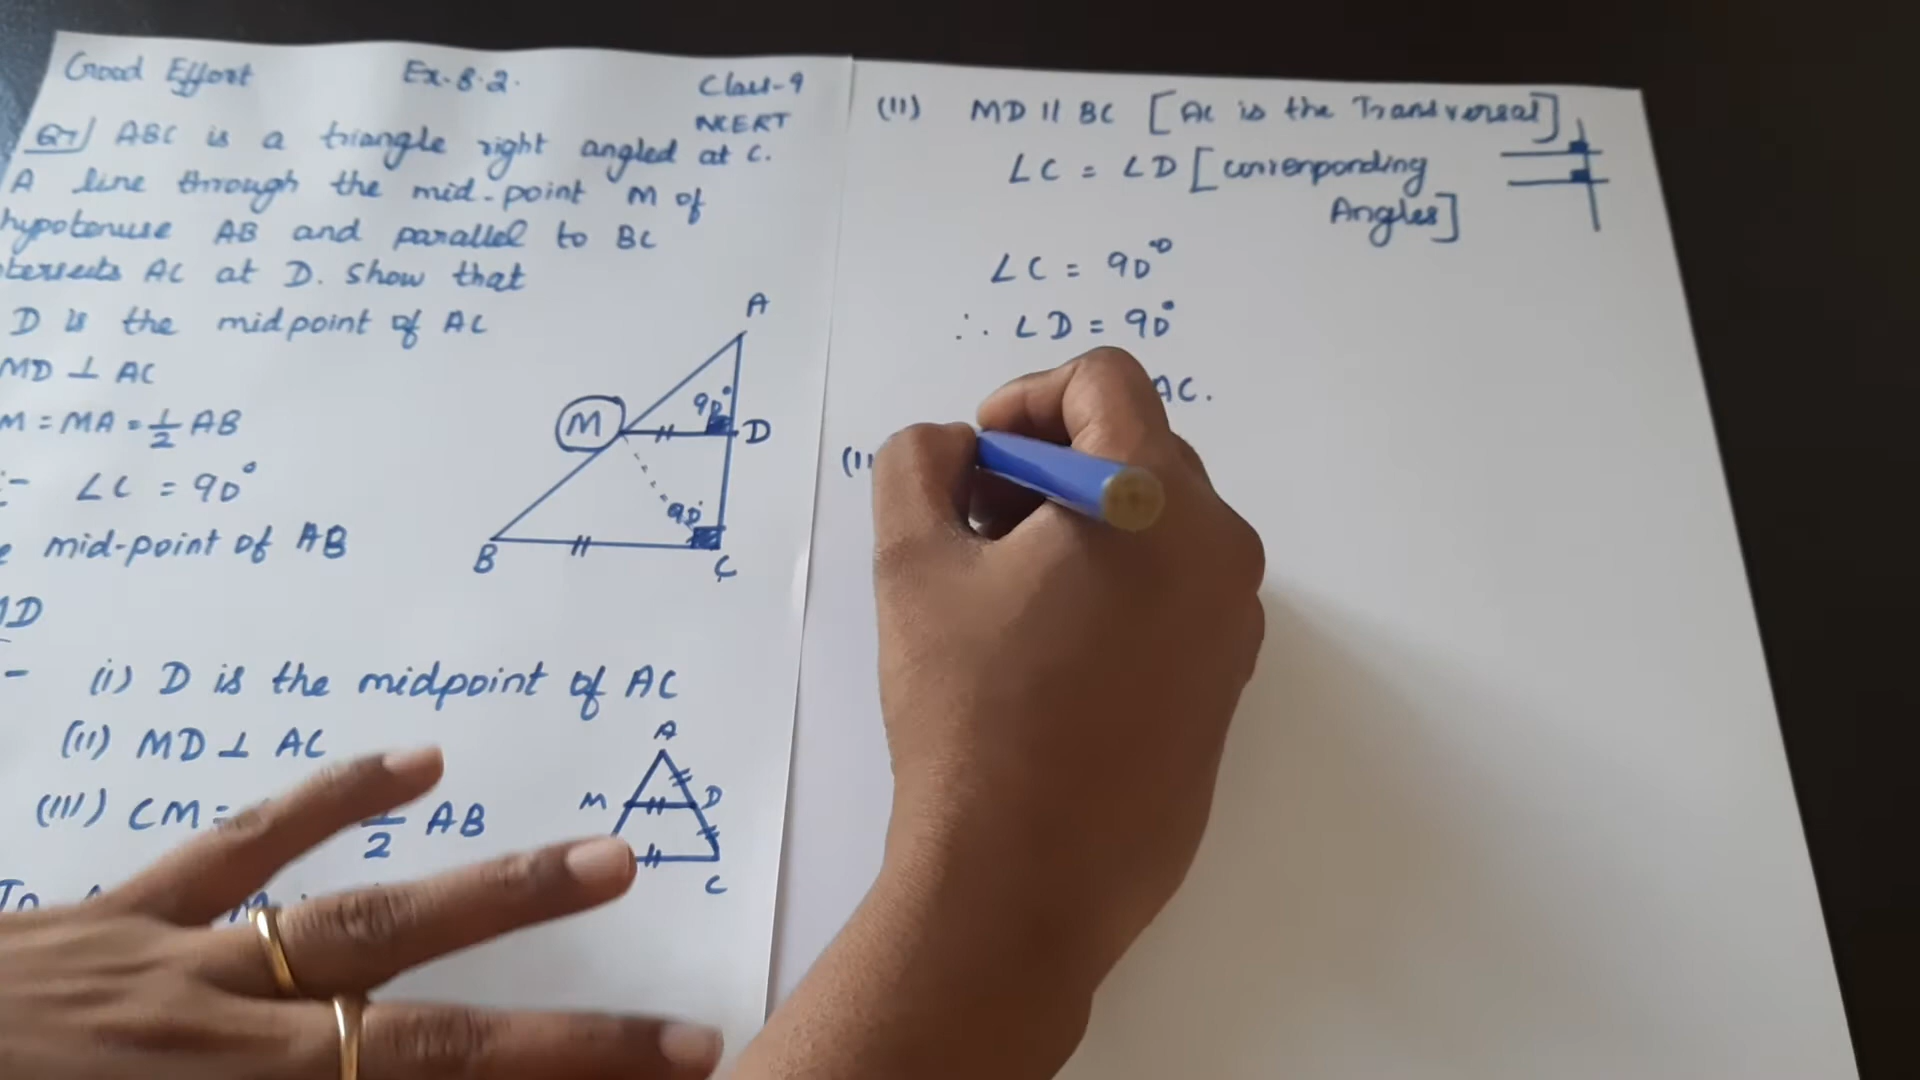 Good Effort Ex-8.2. Class-9
NCERT
Q7/ ABC is a triangle right angled at C.
A line through the mid-point M of
hypotenuse AB and parallel to BC
AC at D. Show that
D is the midpoint of AC
MD ⊥ AC
M = MA = 1/2 AB
∠C = 90°
mid-point of AB
(i) D is the midpoint of AC
(ii) MD ⊥ AC
(iii) CM = 1/2 AB
A
90°
M
D
90°
B
C
A
M
D
C
(ii) MD || BC [AC is the Transversal]
∠C = ∠D [corresponding
Angles]
∠C = 90°
∴ ∠D = 90°
AC.